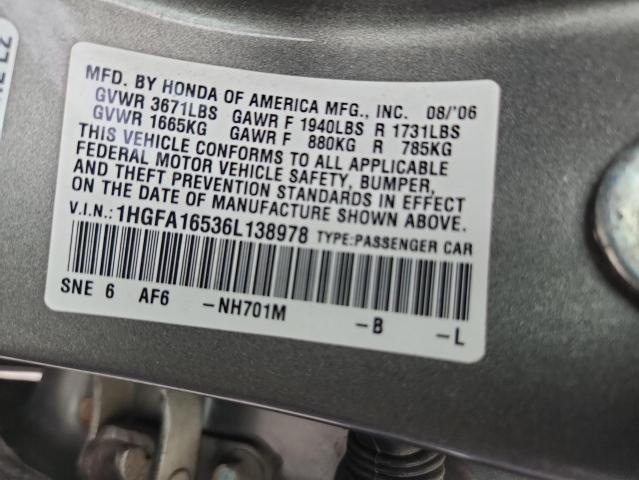 MFD. BY HONDA OF AMERICA MFG., INC. 08/'06
GVWR 3671LBS GAWR F 1940LBS R 1731LBS
GVWR 1665KG GAWR F 880KG R 785KG
THIS VEHICLE CONFORMS TO ALL APPLICABLE
FEDERAL MOTOR VEHICLE SAFETY, BUMPER,
AND THEFT PREVENTION STANDARDS IN EFFECT
ON THE DATE OF MANUFACTURE SHOWN ABOVE.
V.I.N.: 1HGFA16536L138978 TYPE:PASSENGER CAR
SNE 6 AF6 -NH701M -B -L